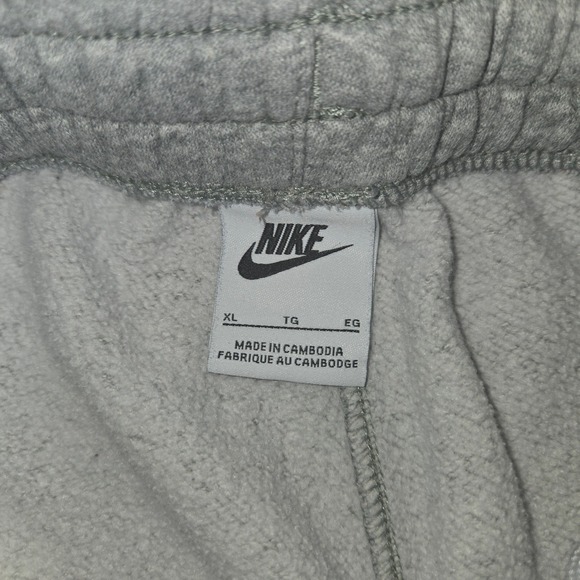 NIKE
XL TG EG
MADE IN CAMBODIA
FABRIQUE AU CAMBODGE